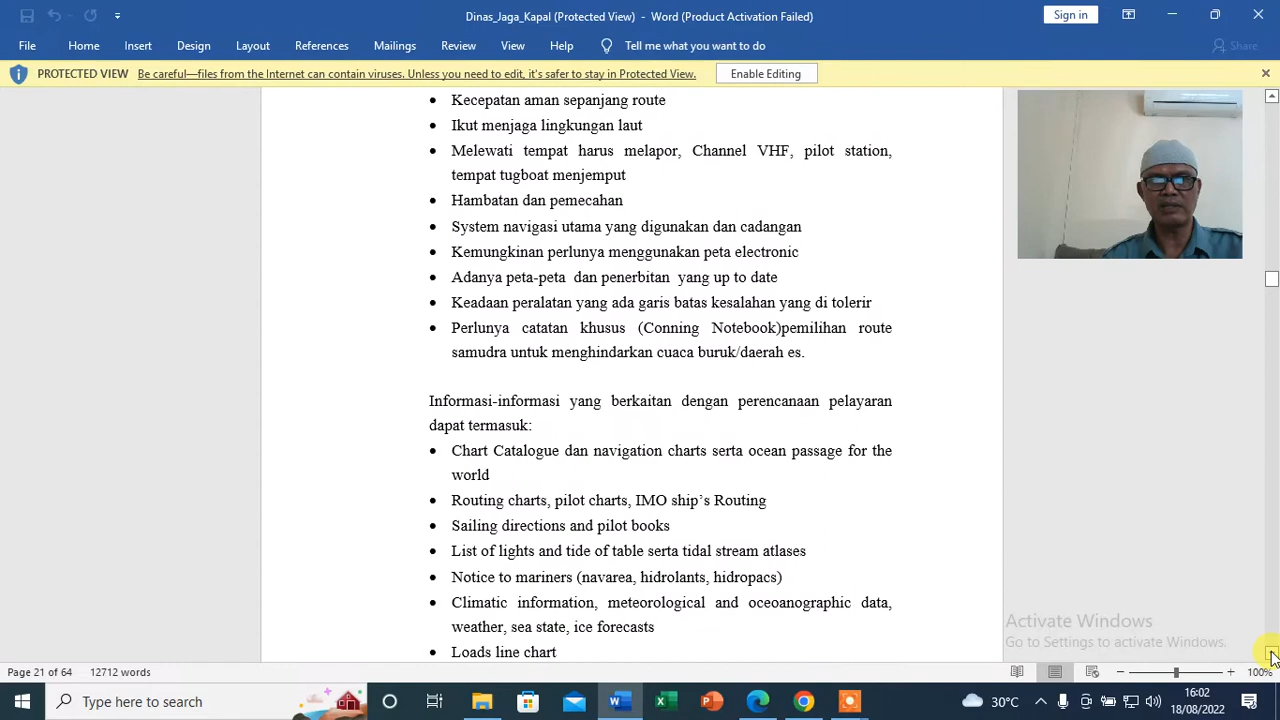 Dinas_Jaga_Kapal (Protected View) - Word (Product Activation Failed)
Sign in
File Home Insert Design Layout References Mailings Review View Help Tell me what you want to do Share
PROTECTED VIEW Be careful—files from the Internet can contain viruses. Unless you need to edit, it's safer to stay in Protected View. Enable Editing
• Kecepatan aman sepanjang route
• Ikut menjaga lingkungan laut
• Melewati tempat harus melapor, Channel VHF, pilot station,
tempat tugboat menjemput
• Hambatan dan pemecahan
• System navigasi utama yang digunakan dan cadangan
• Kemungkinan perlunya menggunakan peta electronic
• Adanya peta-peta dan penerbitan yang up to date
• Keadaan peralatan yang ada garis batas kesalahan yang di tolerir
• Perlunya catatan khusus (Conning Notebook)pemilihan route
samudra untuk menghindarkan cuaca buruk/daerah es.
Informasi-informasi yang berkaitan dengan perencanaan pelayaran
dapat termasuk:
• Chart Catalogue dan navigation charts serta ocean passage for the
world
• Routing charts, pilot charts, IMO ship’s Routing
• Sailing directions and pilot books
• List of lights and tide of table serta tidal stream atlases
• Notice to mariners (navarea, hidrolants, hidropacs)
• Climatic information, meteorological and oceoanographic data,
weather, sea state, ice forecasts
• Loads line chart
Activate Windows
Go to Settings to activate Windows.
Page 21 of 64 12712 words 100%
Type here to search 30°C 16:02
18/08/2022